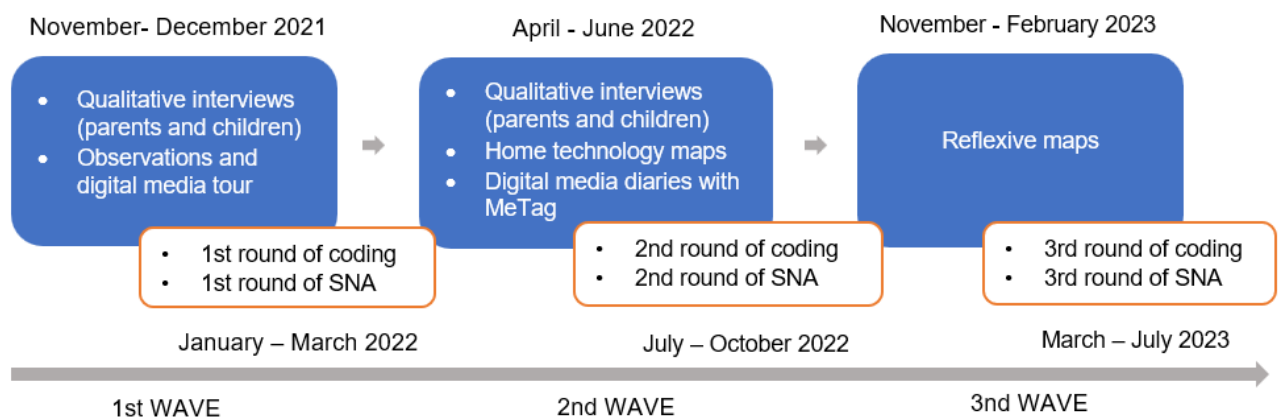 November- December 2021
April - June 2022
November - February 2023
• Qualitative interviews
(parents and children)
• Observations and
digital media tour
• Qualitative interviews
(parents and children)
• Home technology maps
• Digital media diaries with
MeTag
Reflexive maps
• 1st round of coding
• 1st round of SNA
• 2nd round of coding
• 2nd round of SNA
• 3rd round of coding
• 3rd round of SNA
January – March 2022
July – October 2022
March – July 2023
1st WAVE
2nd WAVE
3nd WAVE